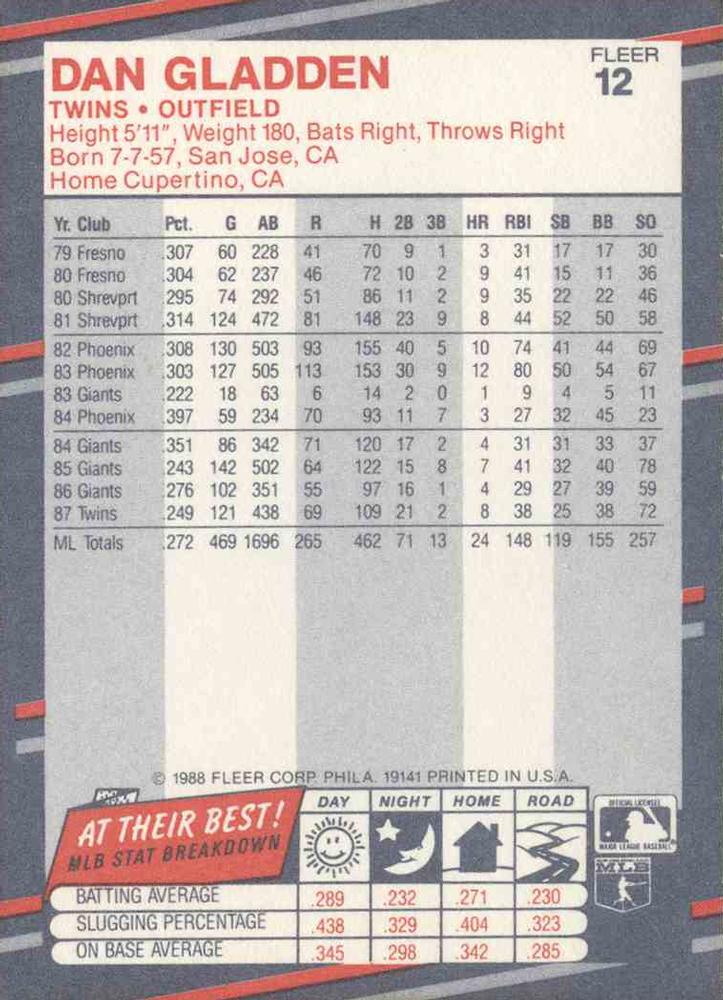 FLEER
12
DAN GLADDEN
TWINS • OUTFIELD
Height 5'11", Weight 180, Bats Right, Throws Right
Born 7-7-57, San Jose, CA
Home Cupertino, CA
Yr. Club Pct. G AB R H 2B 3B HR RBI SB BB SO
79 Fresno .307 60 228 41 70 9 1 3 31 17 17 30
80 Fresno .304 62 237 46 72 10 2 9 41 15 11 36
80 Shrevprt .295 74 292 51 86 11 2 9 35 22 22 46
81 Shrevprt .314 124 472 81 148 23 9 8 44 52 50 58
82 Phoenix .308 130 503 93 155 40 5 10 74 41 44 69
83 Phoenix .303 127 505 113 153 30 9 12 80 50 54 67
83 Giants .222 18 63 6 14 2 0 1 9 4 5 11
84 Phoenix .397 59 234 70 93 11 7 3 27 32 45 23
84 Giants .351 86 342 71 120 17 2 4 31 31 33 37
85 Giants .243 142 502 64 122 15 8 7 41 32 40 78
86 Giants .276 102 351 55 97 16 1 4 29 27 39 59
87 Twins .249 121 438 69 109 21 2 8 38 25 38 72
ML Totals .272 469 1696 265 462 71 13 24 148 119 155 257
© 1988 FLEER CORP. PHILA. 19141 PRINTED IN U.S.A.
AT THEIR BEST!
MLB STAT BREAKDOWN
DAY NIGHT HOME ROAD
OFFICIAL LICENSEE
MAJOR LEAGUE BASEBALL
BATTING AVERAGE .289 .232 .271 .230
SLUGGING PERCENTAGE .438 .329 .404 .323
ON BASE AVERAGE .345 .298 .342 .285